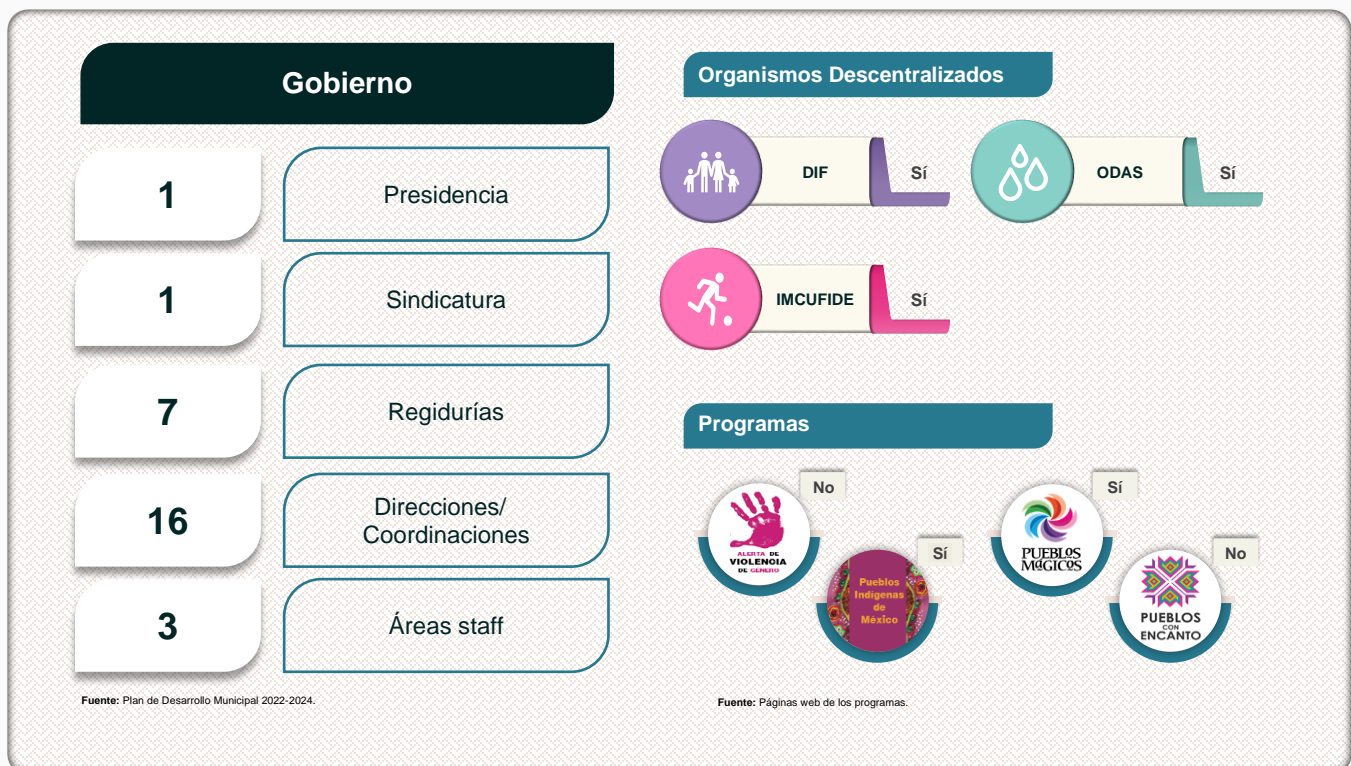 Gobierno
1
Presidencia
1
Sindicatura
7
Regidurías
16
Direcciones/
Coordinaciones
3
Áreas staff
Fuente: Plan de Desarrollo Municipal 2022-2024.
Organismos Descentralizados
DIF
Sí
ODAS
Sí
IMCUFIDE
Sí
Programas
No
ALERTA DE
VIOLENCIA
DE GÉNERO
Sí
Pueblos
Indígenas
de
México
Sí
PUEBLOS
MáGICOS
No
PUEBLOS
CON
ENCANTO
Fuente: Páginas web de los programas.